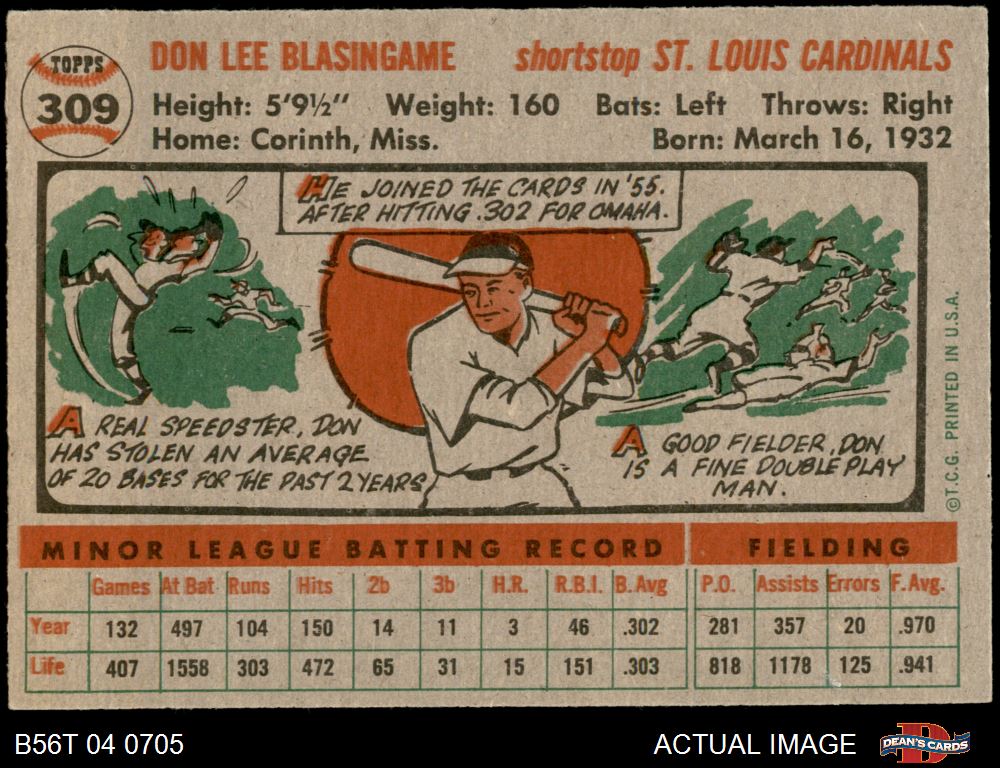 TOPPS
309
DON LEE BLASINGAME shortstop ST. LOUIS CARDINALS
Height: 5'9½" Weight: 160 Bats: Left Throws: Right
Home: Corinth, Miss. Born: March 16, 1932
HE JOINED THE CARDS IN '55.
AFTER HITTING .302 FOR OMAHA.
A REAL SPEEDSTER, DON
HAS STOLEN AN AVERAGE
OF 20 BASES FOR THE PAST 2 YEARS
A GOOD FIELDER, DON
IS A FINE DOUBLE PLAY
MAN.
©T.C.G. PRINTED IN U.S.A.
MINOR LEAGUE BATTING RECORD FIELDING
Games At Bat Runs Hits 2b 3b H.R. R.B.I. B. Avg P.O. Assists Errors F. Avg.
Year 132 497 104 150 14 11 3 46 .302 281 357 20 .970
Life 407 1558 303 472 65 31 15 151 .303 818 1178 125 .941
B56T 04 0705 ACTUAL IMAGE DEAN'S CARDS